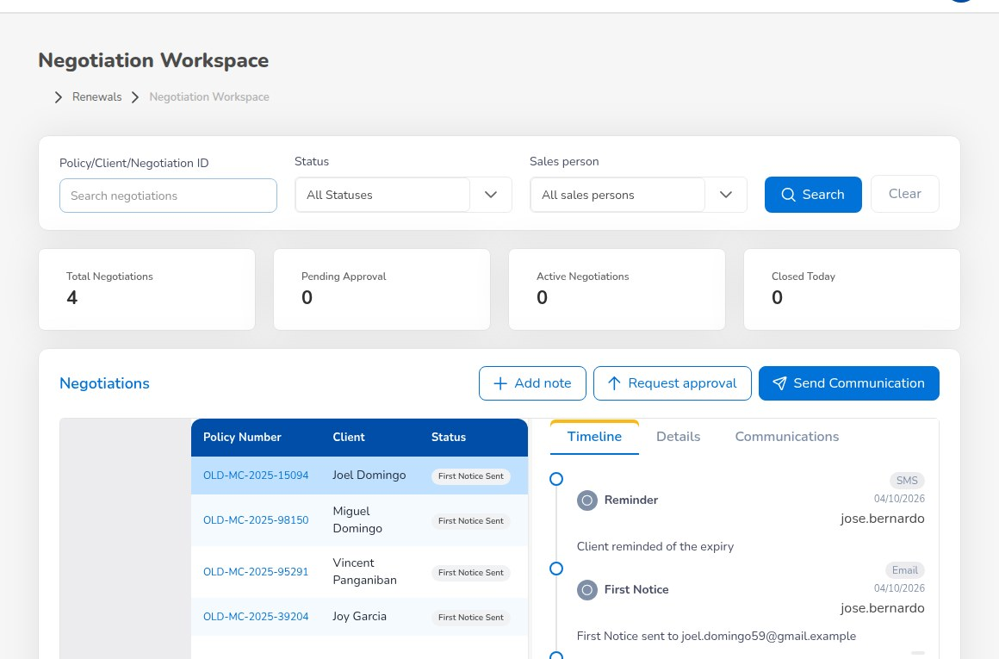 Negotiation Workspace
Renewals Negotiation Workspace
Policy/Client/Negotiation ID
Search negotiations
Status
All Statuses
Sales person
All sales persons
Search
Clear
Total Negotiations
4
Pending Approval
0
Active Negotiations
0
Closed Today
0
Negotiations
Add note
Request approval
Send Communication
Policy Number Client Status
OLD-MC-2025-15094 Joel Domingo First Notice Sent
OLD-MC-2025-98150 Miguel
Domingo First Notice Sent
OLD-MC-2025-95291 Vincent
Panganiban First Notice Sent
OLD-MC-2025-39204 Joy Garcia First Notice Sent
Timeline Details Communications
SMS
Reminder 04/10/2026
jose.bernardo
Client reminded of the expiry
Email
First Notice 04/10/2026
jose.bernardo
First Notice sent to joel.domingo59@gmail.example